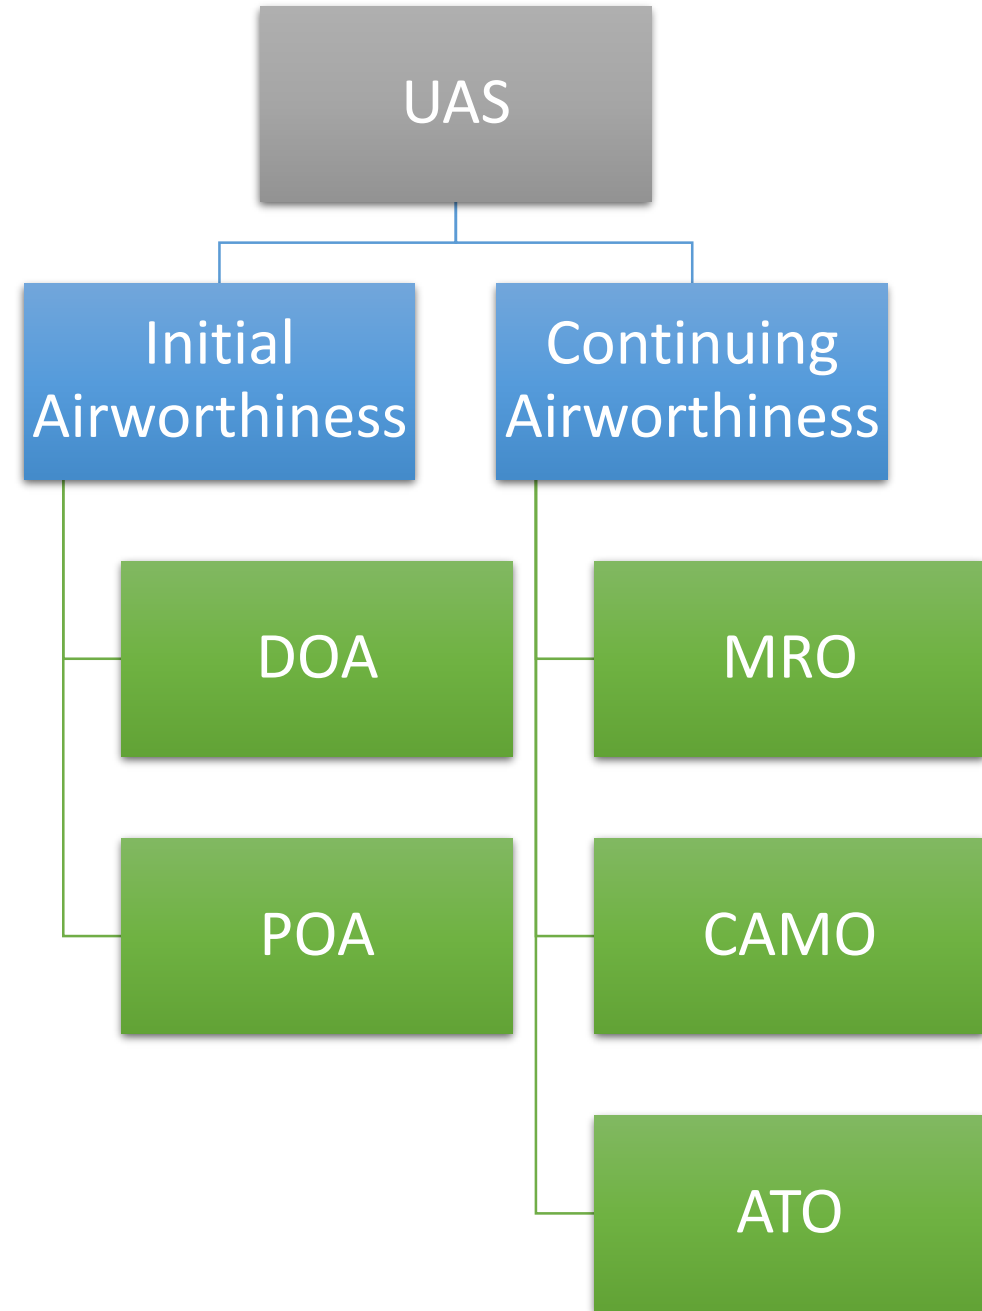 UAS
Initial
Airworthiness
Continuing
Airworthiness
DOA
MRO
POA
CAMO
ATO